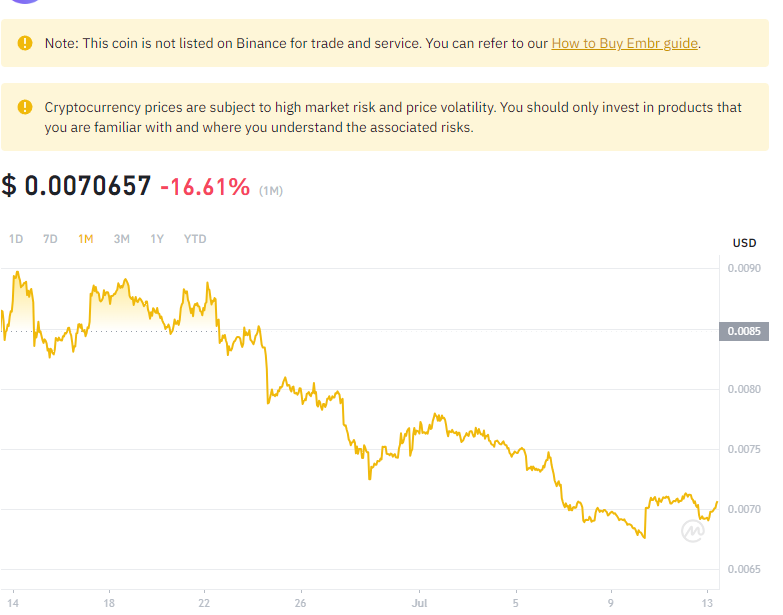 Note: This coin is not listed on Binance for trade and service. You can refer to our How to Buy Embr guide.
Cryptocurrency prices are subject to high market risk and price volatility. You should only invest in products that
you are familiar with and where you understand the associated risks.
$ 0.0070657 -16.61% (1M)
1D 7D 1M 3M 1Y YTD
USD
0.0090
0.0085
0.0080
0.0075
0.0070
0.0065
14 18 22 26 Jul 5 9 13